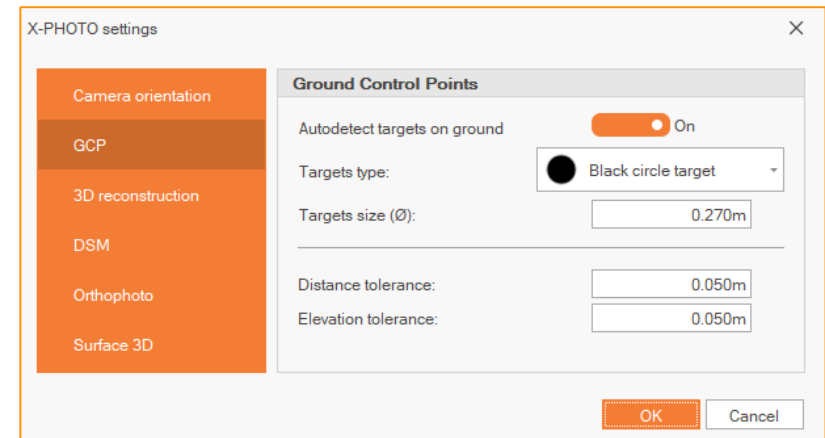 X-PHOTO settings
Camera orientation
GCP
3D reconstruction
DSM
Orthophoto
Surface 3D
Ground Control Points
Autodetect targets on ground
On
Targets type:
Black circle target
Targets size (Ø):
0.270m
Distance tolerance:
0.050m
Elevation tolerance:
0.050m
OK
Cancel